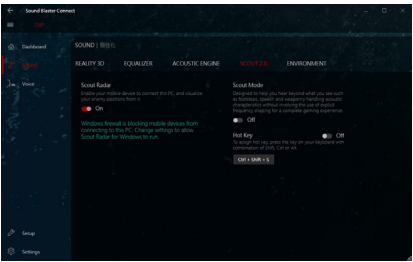 Sound Blaster Connect
Dashboard
SOUND | 個性化
Sound
REALITY 3D
EQUALIZER
ACOUSTIC ENGINE
SCOUT 2.0
ENVIRONMENT
Voice
Scout Radar
Enable your mobile device to connect this PC, and visualize
your enemy positions from it
On
Windows firewall is blocking mobile devices from
connecting to this PC. Change settings to allow
Scout Radar for Windows to run.
Scout Mode
Designed to help you hear beyond what you see such
as footsteps, stealth and weaponry handling acoustic
characteristics without involving the use of explicit
frequency shaping for a complete gaming experience.
Off
Hot Key
Off
To assign hot key, press the key on your keyboard with
combination of Shift, Ctrl or Alt.
Ctrl + Shift + S
Setup
Settings